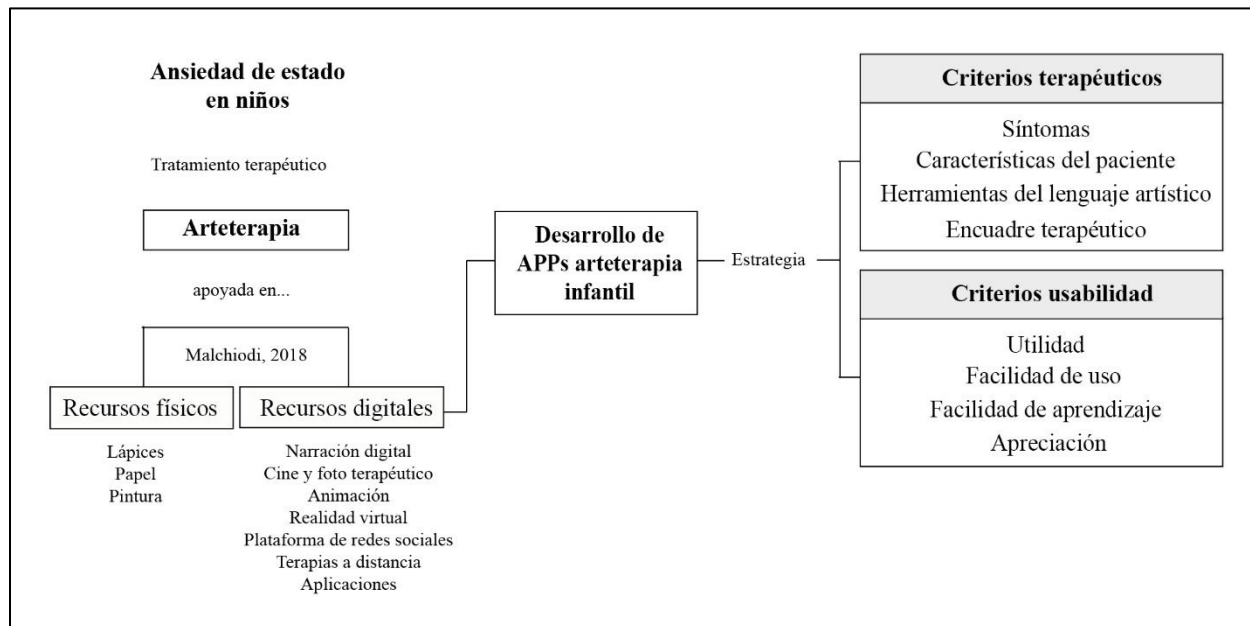 Ansiedad de estado
en niños
Tratamiento terapéutico
Arteterapia
apoyada en...
Malchiodi, 2018
Recursos físicos
Lápices
Papel
Pintura
Recursos digitales
Narración digital
Cine y foto terapéutico
Animación
Realidad virtual
Plataforma de redes sociales
Terapias a distancia
Aplicaciones
Desarrollo de
APPs arteterapia
infantil
Estrategia
Criterios terapéuticos
Síntomas
Características del paciente
Herramientas del lenguaje artístico
Encuadre terapéutico
Criterios usabilidad
Utilidad
Facilidad de uso
Facilidad de aprendizaje
Apreciación